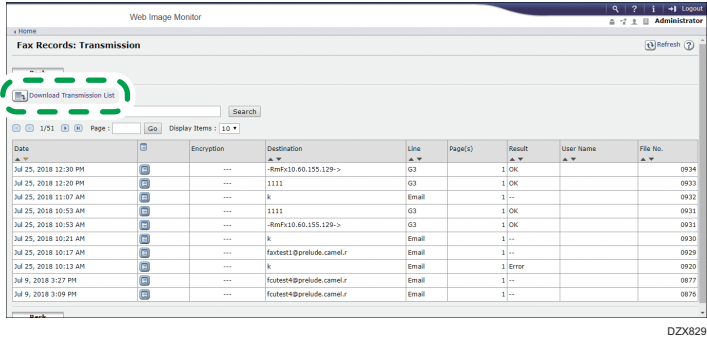 Logout
Web Image Monitor
Administrator
Home
Fax Records: Transmission
Refresh
Back
Download Transmission List
Search
1/51 Page : Go Display Items : 10
Date Encryption Destination Line Page(s) Result User Name File No.
Jul 25, 2018 12:30 PM --- -RmFx10.60.155.129-> G3 1 OK 0934
Jul 25, 2018 12:20 PM --- 1111 G3 1 OK 0933
Jul 25, 2018 11:07 AM --- k Email 1 -- 0932
Jul 25, 2018 10:53 AM --- 1111 G3 1 OK 0931
Jul 25, 2018 10:53 AM --- -RmFx10.60.155.129-> G3 1 OK 0931
Jul 25, 2018 10:21 AM --- k Email 1 -- 0930
Jul 25, 2018 10:17 AM --- faxtest1@prelude.camel.r Email 1 -- 0929
Jul 25, 2018 10:13 AM --- k Email 1 Error 0920
Jul 9, 2018 3:27 PM --- fcutest4@prelude.camel.r Email 1 -- 0877
Jul 9, 2018 3:09 PM --- fcutest4@prelude.camel.r Email 1 -- 0876
Back
DZX829